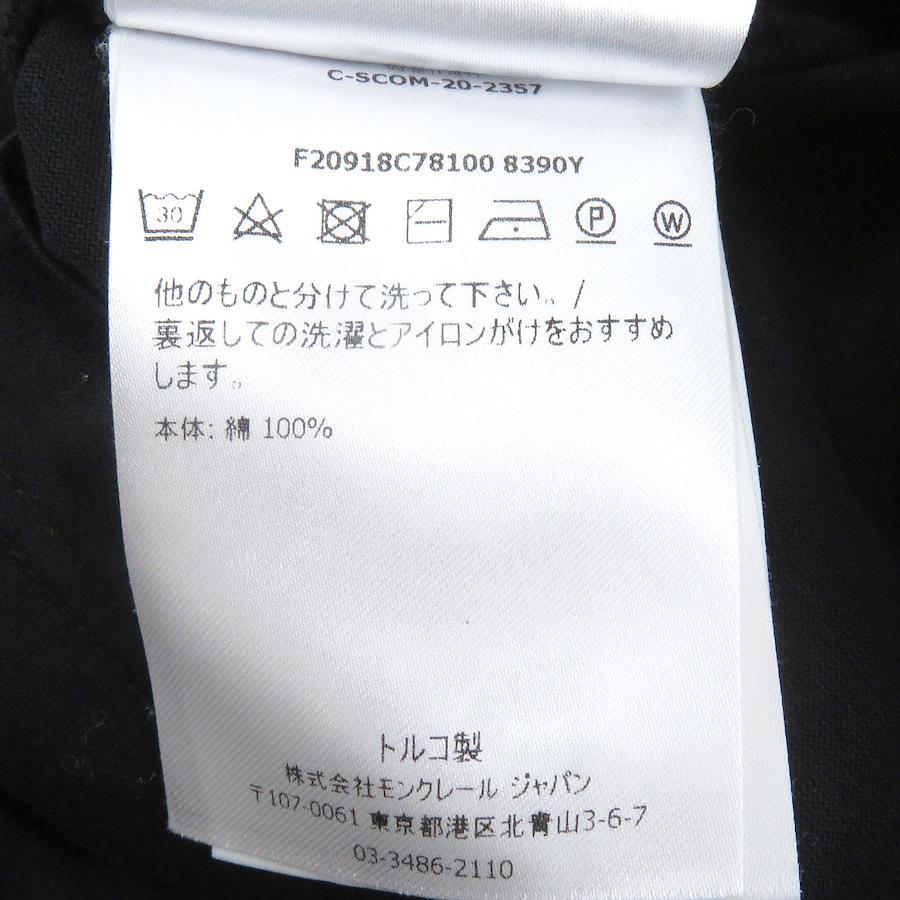 C-SCOM-20-2357
F20918C78100 8390Y
30 P W
他のものと分けて洗って下さい。/
裏返しての洗濯とアイロンがけをおすすめ
します。
本体: 綿 100%
トルコ製
株式会社モンクレール ジャパン
〒107-0061 東京都港区北青山3-6-7
03-3486-2110